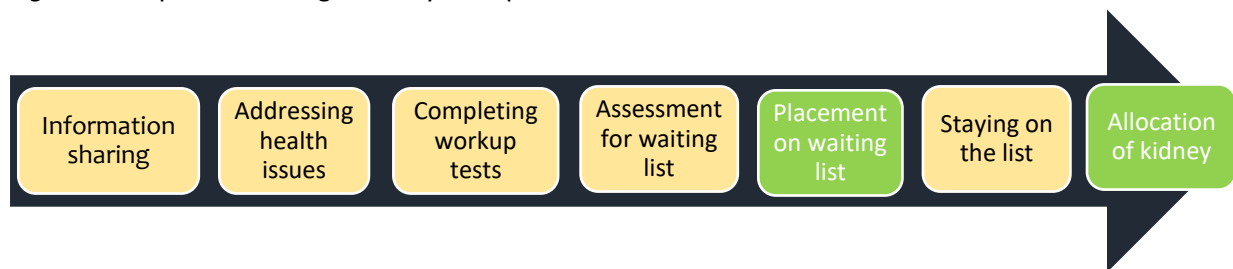 Information
sharing
Addressing
health
issues
Completing
workup
tests
Assessment
for waiting
list
Placement
on waiting
list
Staying on
the list
Allocation
of kidney